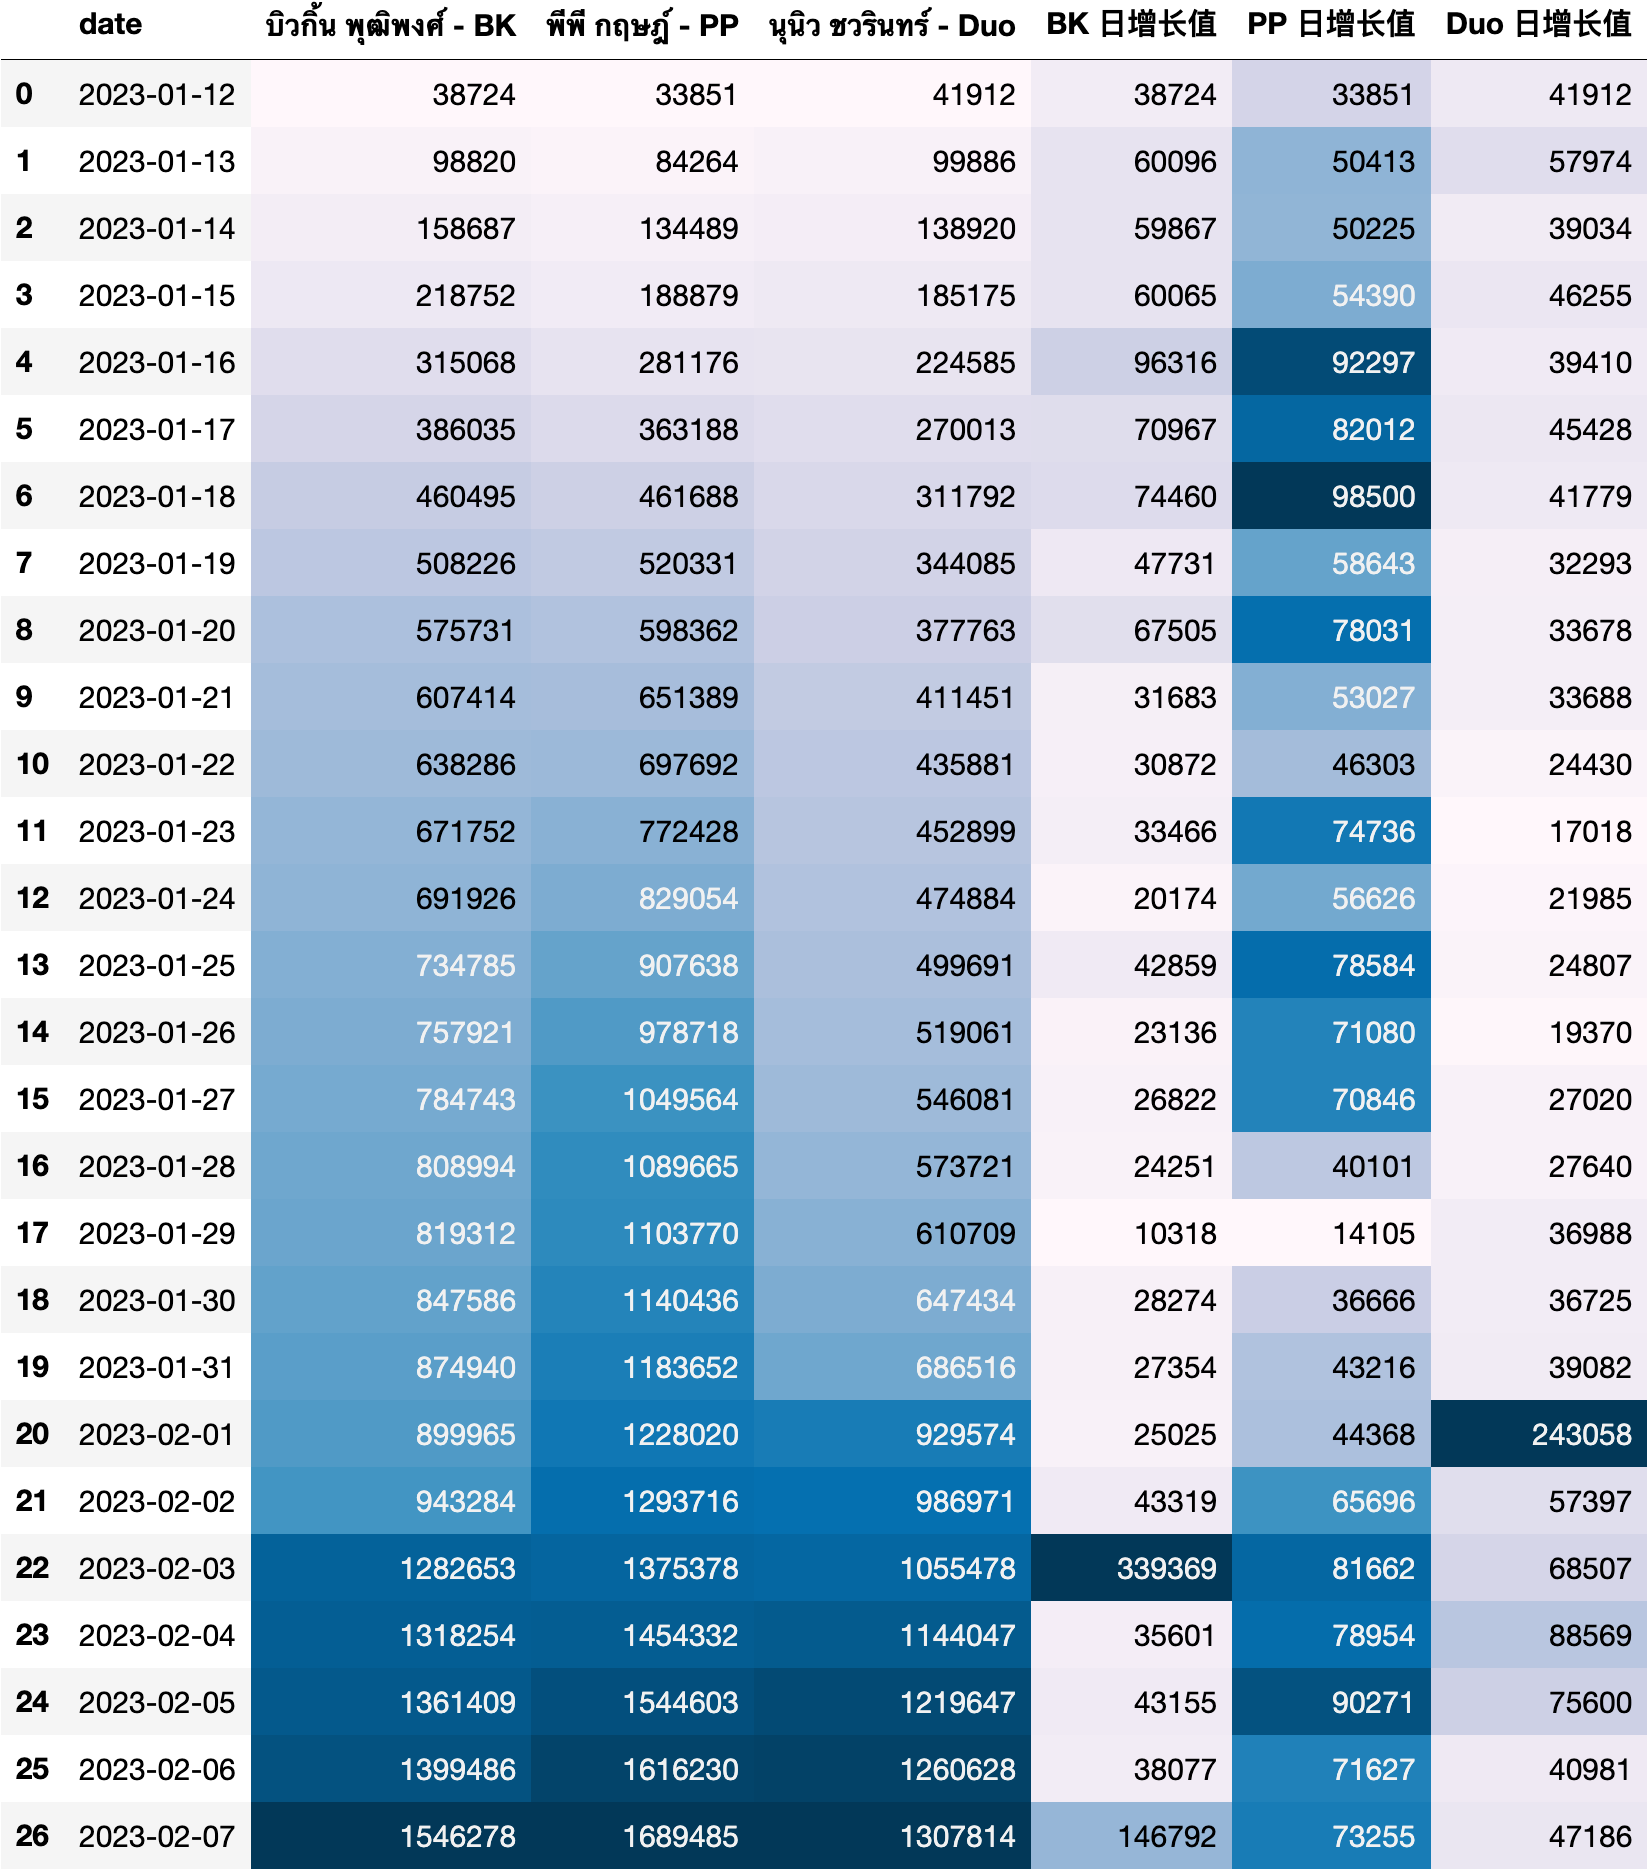 date บิวกิ้น พุฒิพงศ์ - BK พีพี กฤษฏ์ - PP นุนิว ชวรินทร์ - Duo BK 日增长值 PP 日增长值 Duo 日增长值
0 2023-01-12 38724 33851 41912 38724 33851 41912
1 2023-01-13 98820 84264 99886 60096 50413 57974
2 2023-01-14 158687 134489 138920 59867 50225 39034
3 2023-01-15 218752 188879 185175 60065 54390 46255
4 2023-01-16 315068 281176 224585 96316 92297 39410
5 2023-01-17 386035 363188 270013 70967 82012 45428
6 2023-01-18 460495 461688 311792 74460 98500 41779
7 2023-01-19 508226 520331 344085 47731 58643 32293
8 2023-01-20 575731 598362 377763 67505 78031 33678
9 2023-01-21 607414 651389 411451 31683 53027 33688
10 2023-01-22 638286 697692 435881 30872 46303 24430
11 2023-01-23 671752 772428 452899 33466 74736 17018
12 2023-01-24 691926 829054 474884 20174 56626 21985
13 2023-01-25 734785 907638 499691 42859 78584 24807
14 2023-01-26 757921 978718 519061 23136 71080 19370
15 2023-01-27 784743 1049564 546081 26822 70846 27020
16 2023-01-28 808994 1089665 573721 24251 40101 27640
17 2023-01-29 819312 1103770 610709 10318 14105 36988
18 2023-01-30 847586 1140436 647434 28274 36666 36725
19 2023-01-31 874940 1183652 686516 27354 43216 39082
20 2023-02-01 899965 1228020 929574 25025 44368 243058
21 2023-02-02 943284 1293716 986971 43319 65696 57397
22 2023-02-03 1282653 1375378 1055478 339369 81662 68507
23 2023-02-04 1318254 1454332 1144047 35601 78954 88569
24 2023-02-05 1361409 1544603 1219647 43155 90271 75600
25 2023-02-06 1399486 1616230 1260628 38077 71627 40981
26 2023-02-07 1546278 1689485 1307814 146792 73255 47186